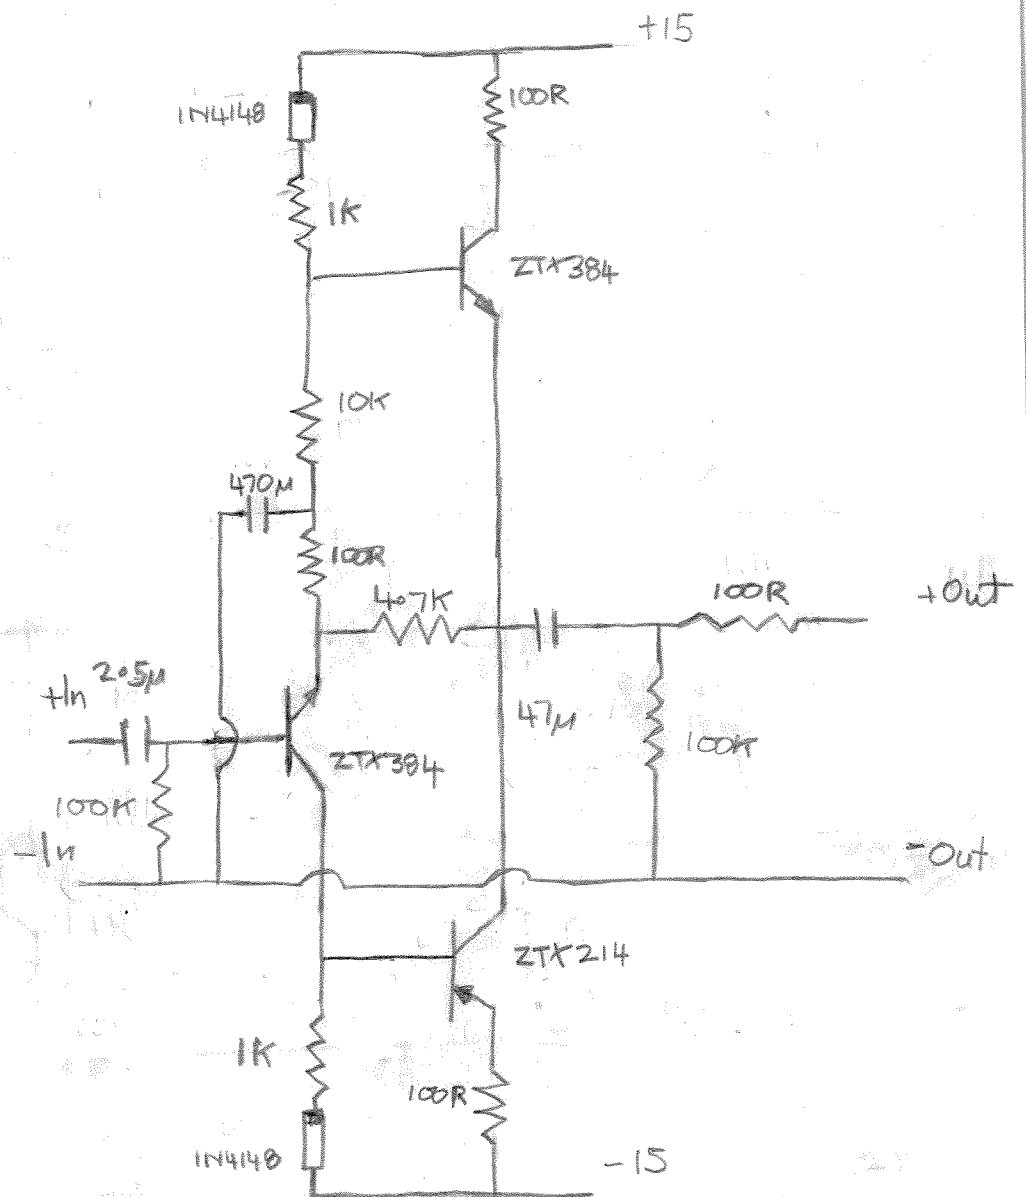 +15
100R
1N4148
1K
ZTX384
10K
470µ
100R
4.7K
100R
+Out
2.5µ
+In
47µ
ZTX384
100K
100K
-In
-Out
ZTX214
1K
100R
1N4148
-15